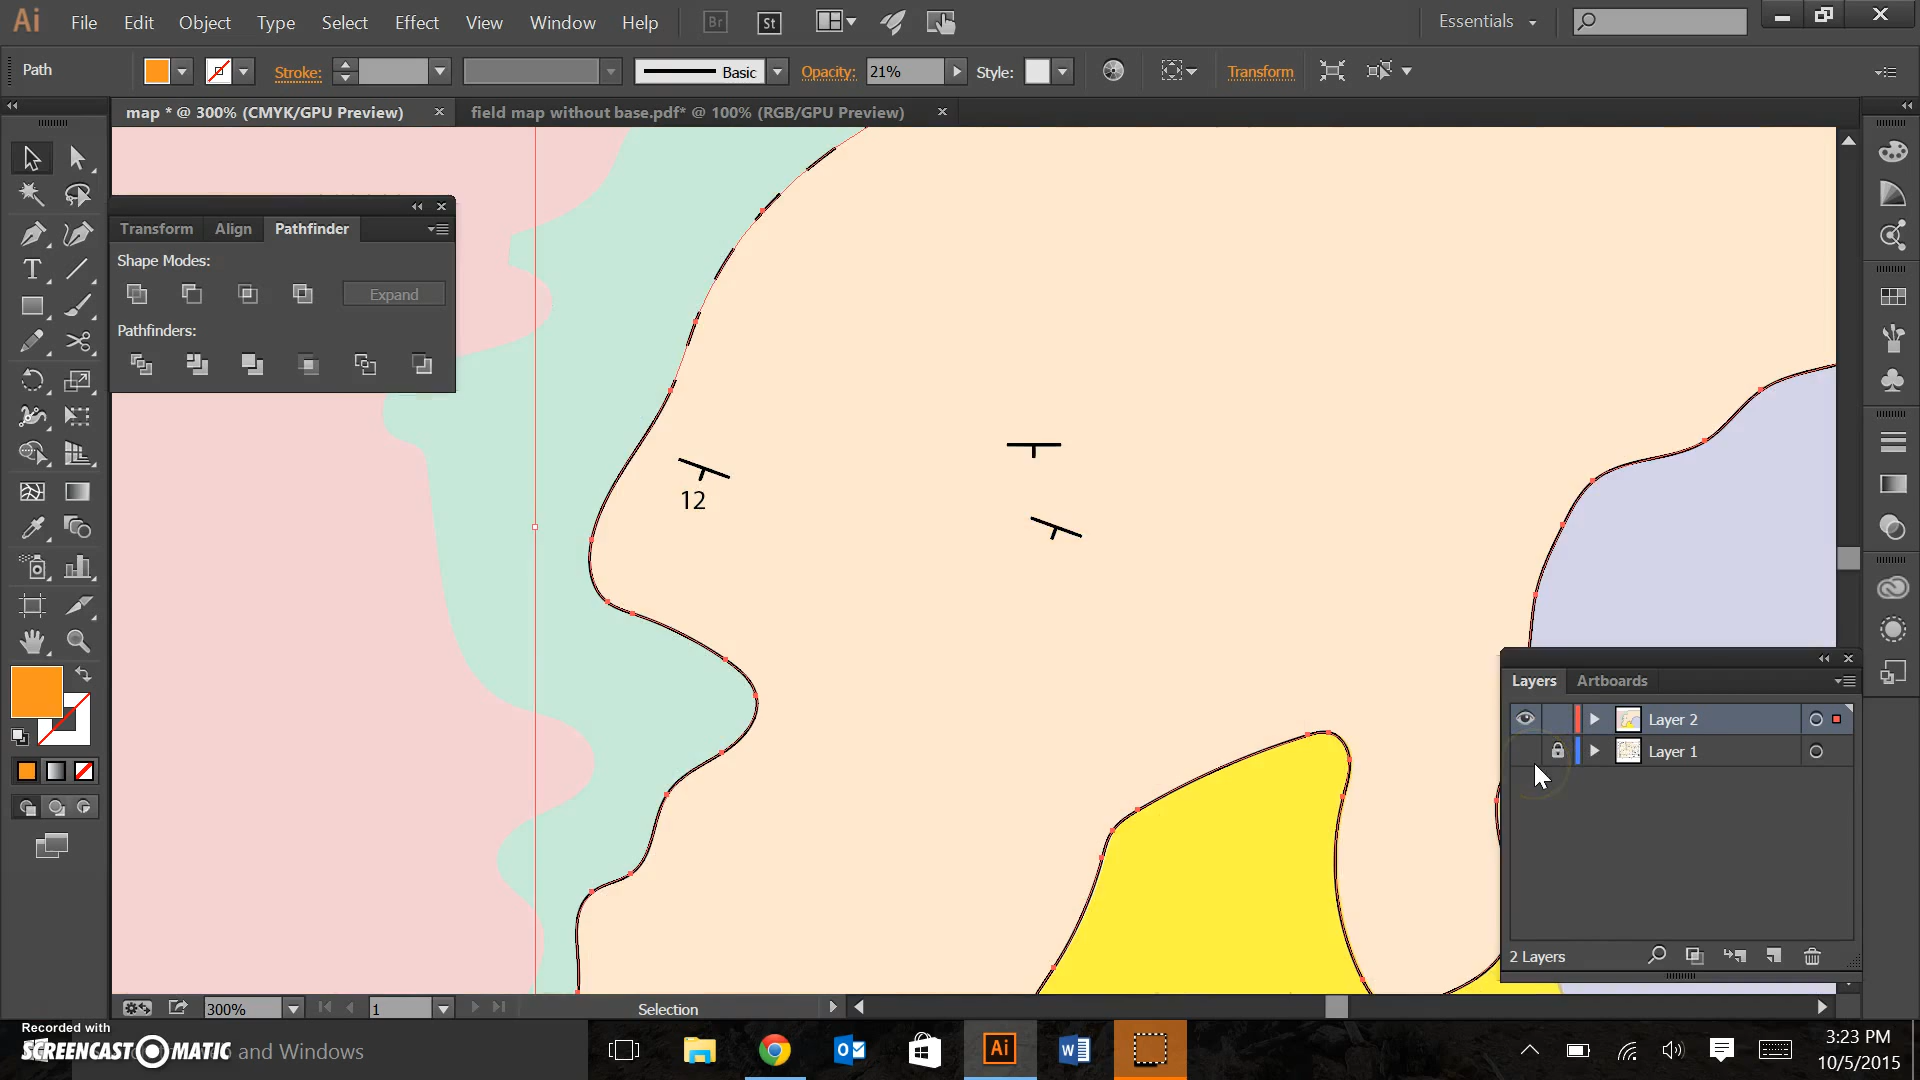 Ai File Edit Object Type Select Effect View Window Help Br St Essentials
Path Stroke: Basic Opacity: 21% Style: Transform
map * @ 300% (CMYK/GPU Preview) field map without base.pdf* @ 100% (RGB/GPU Preview)
Transform Align Pathfinder
Shape Modes:
Expand
Pathfinders:
12
Layers Artboards
Layer 2
Layer 1
2 Layers
300% 1 Selection
Recorded with
SCREENCAST-O-MATIC
and Windows
Ai
3:23 PM
10/5/2015